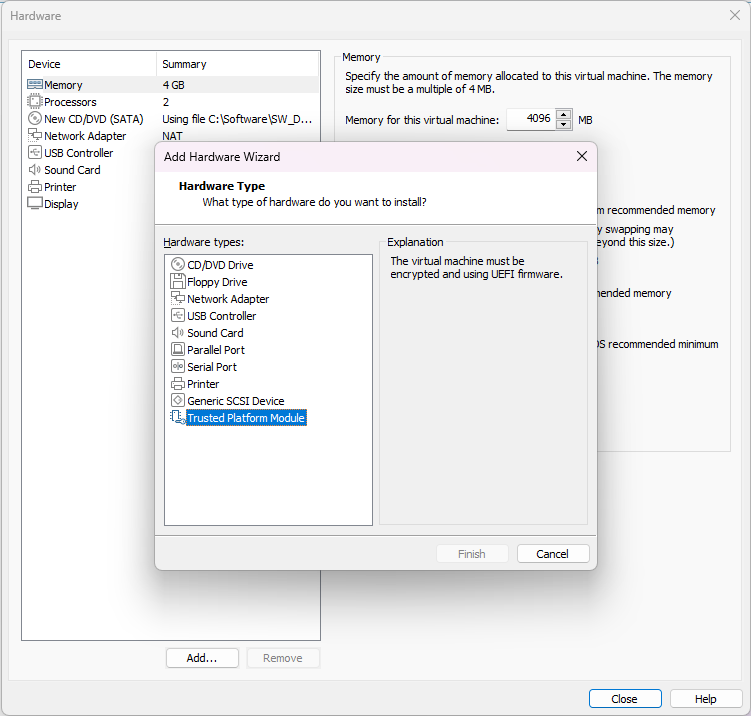 Hardware
Device Summary
Memory 4 GB
Processors 2
New CD/DVD (SATA) Using file C:\Software\SW_D...
Network Adapter NAT
USB Controller
Sound Card
Printer
Display
Memory
Specify the amount of memory allocated to this virtual machine. The memory
size must be a multiple of 4 MB.
Memory for this virtual machine: 4096 MB
m recommended memory
y swapping may
eyond this size.)
ended memory
OS recommended minimum
Add Hardware Wizard
Hardware Type
What type of hardware do you want to install?
Hardware types:
CD/DVD Drive
Floppy Drive
Network Adapter
USB Controller
Sound Card
Parallel Port
Serial Port
Printer
Generic SCSI Device
Trusted Platform Module
Explanation
The virtual machine must be
encrypted and using UEFI firmware.
Finish Cancel
Add... Remove
Close Help